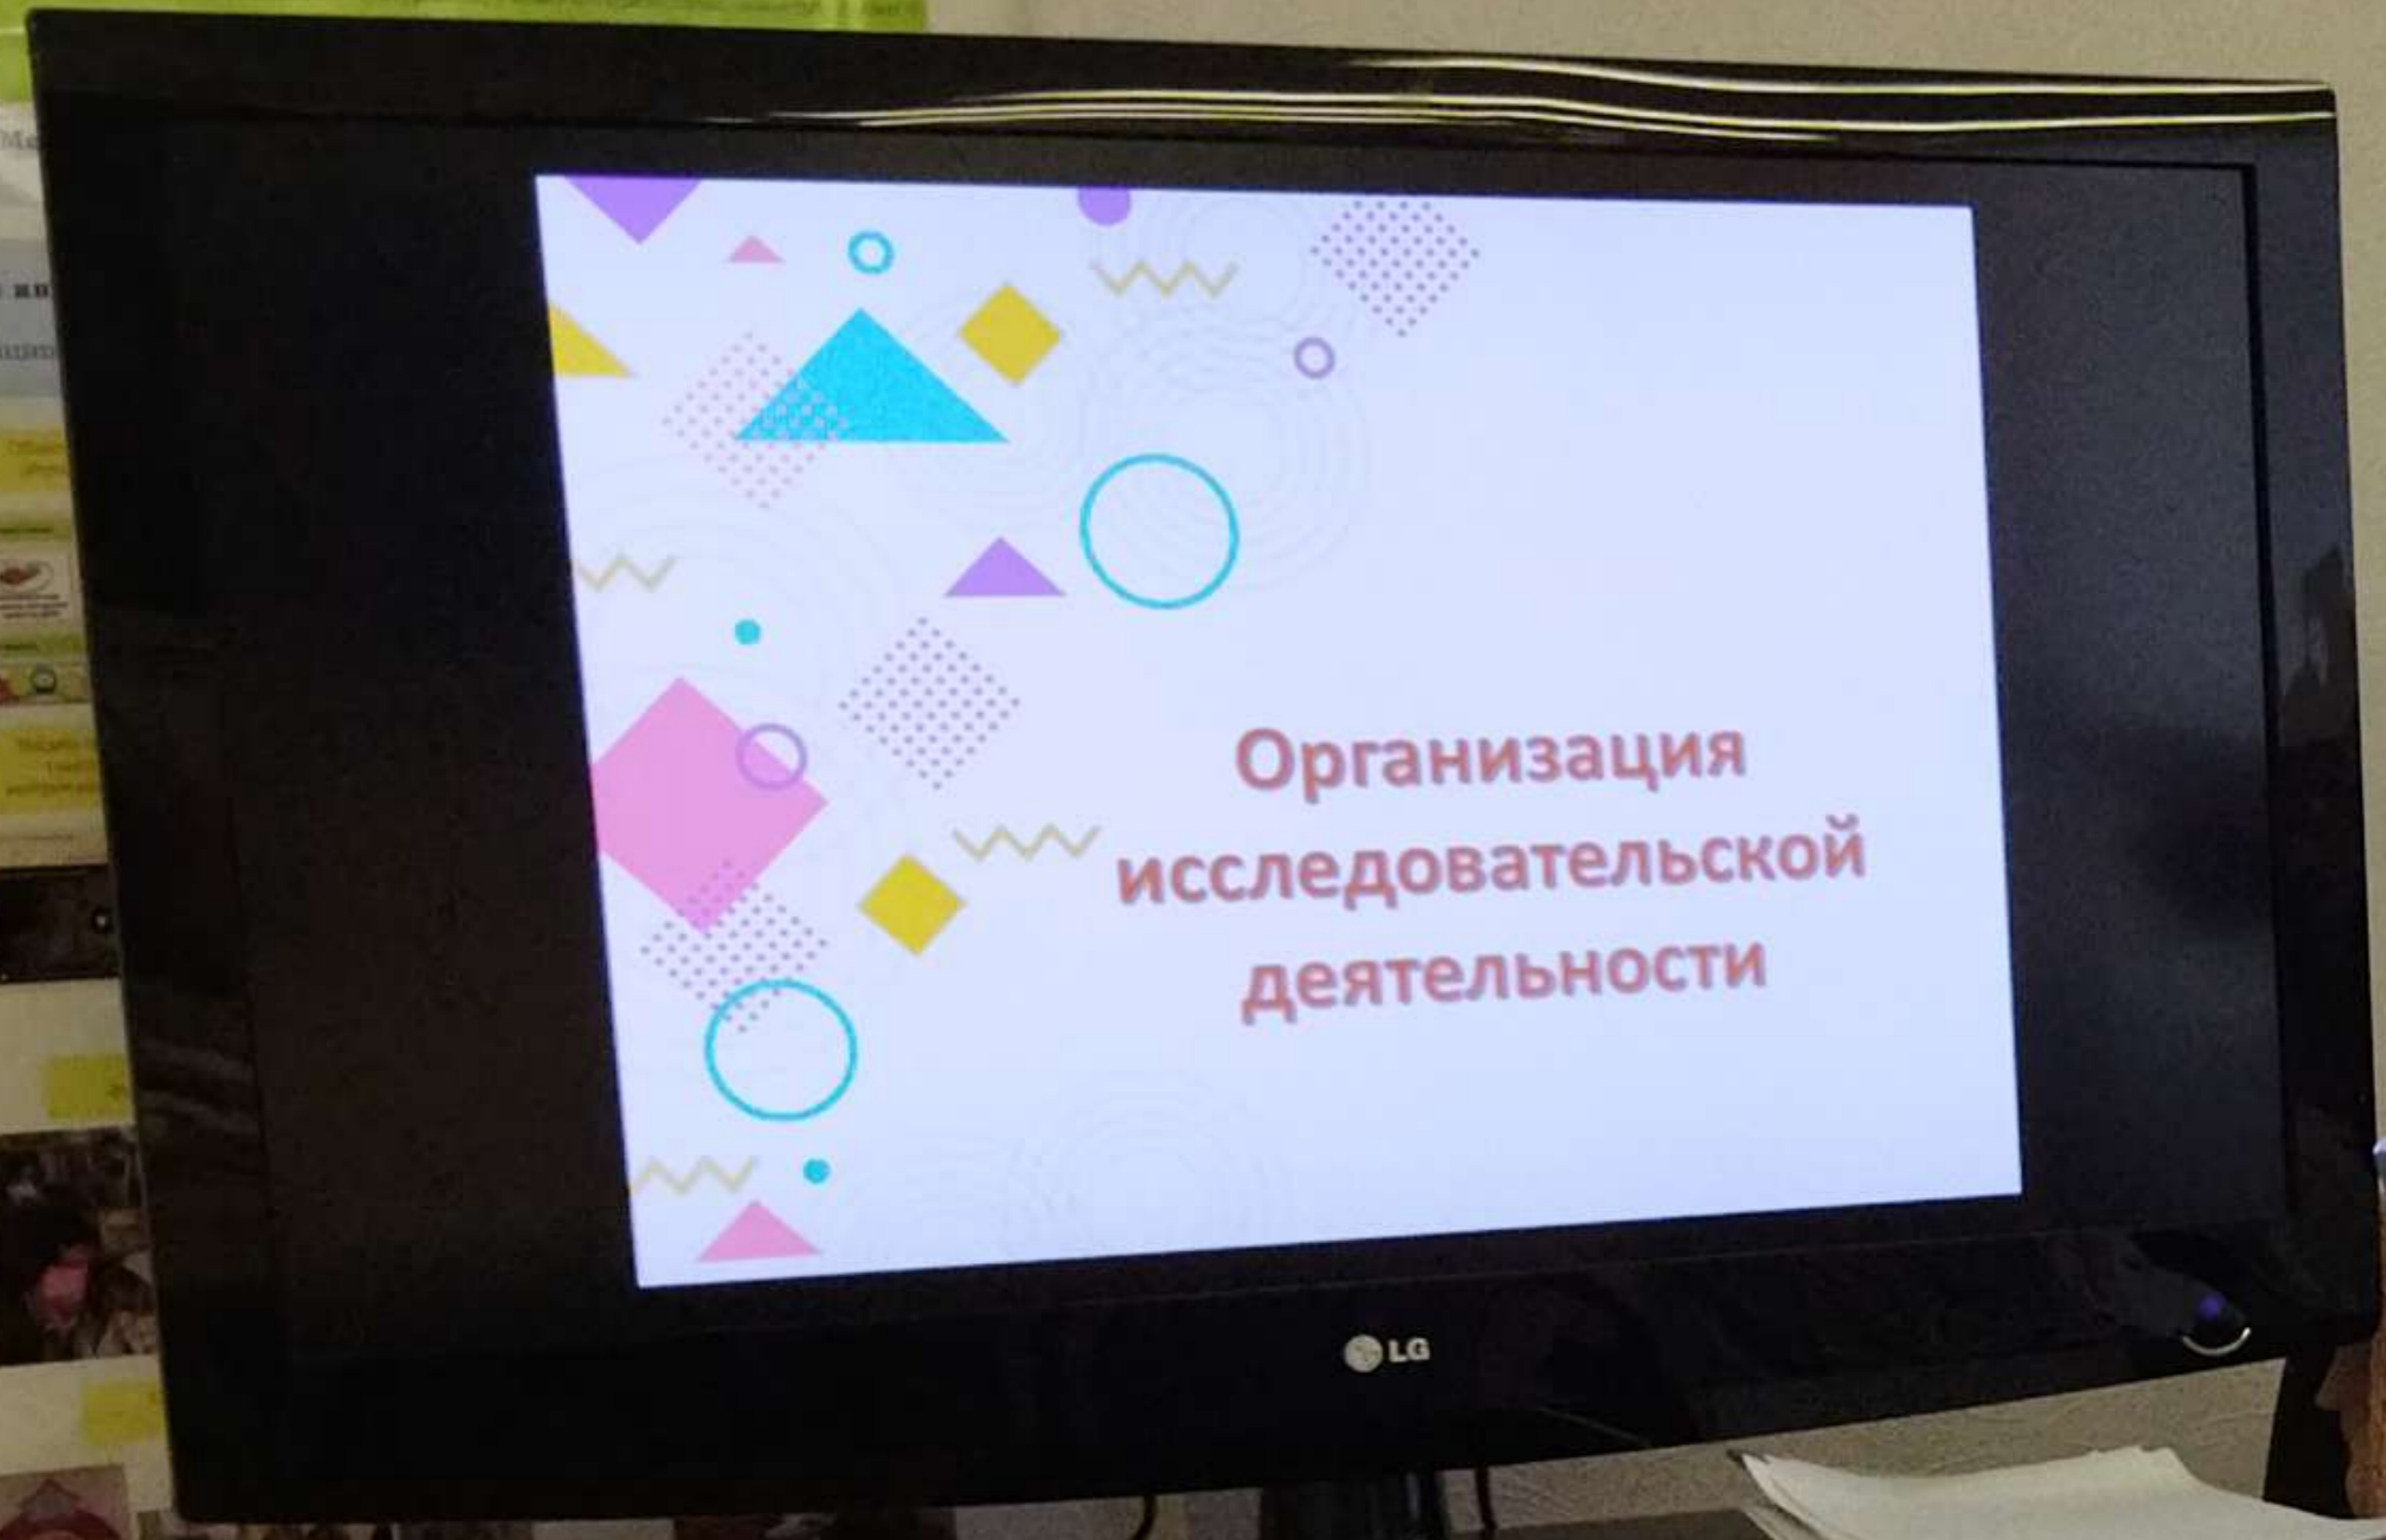 Организация
исследовательской
деятельности
LG